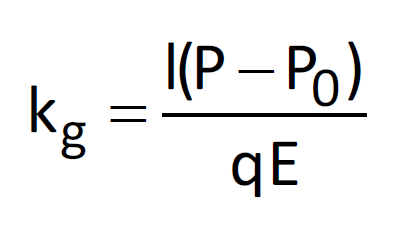 k_g = l(P – P_0) / qE